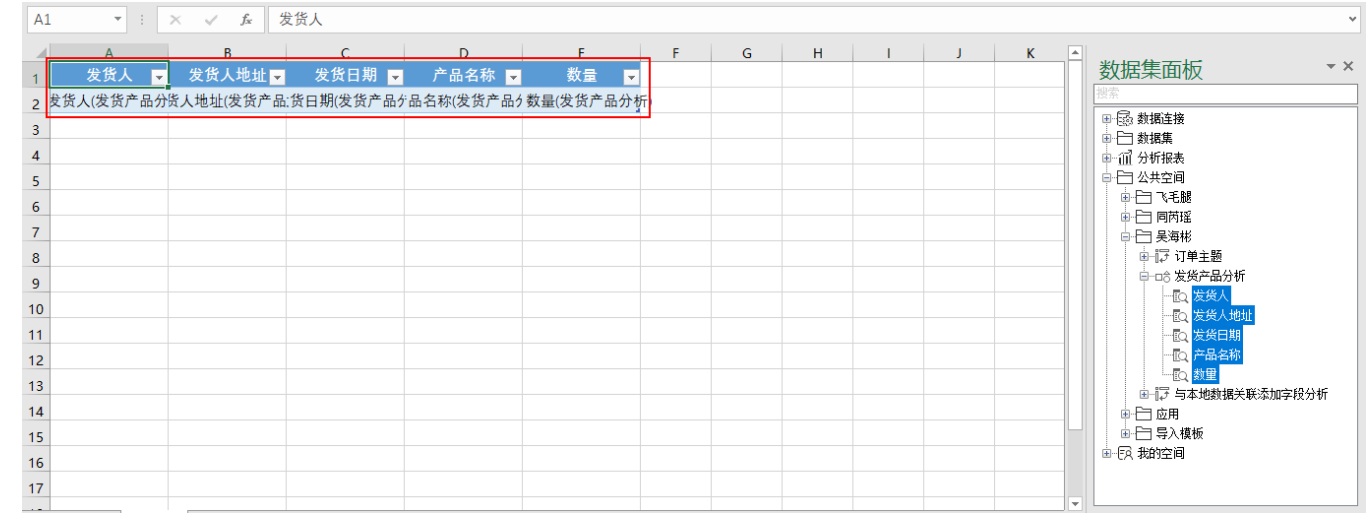 A1 fx 发货人
A B C D E F G H I J K
1 发货人 发货人地址 发货日期 产品名称 数量
2 发货人(发货产品分 货人地址(发货产品 货日期(发货产品分 品名称(发货产品分 数量(发货产品分析)
3
4
5
6
7
8
9
10
11
12
13
14
15
16
17
数据集面板
搜索
数据连接
数据集
分析报表
公共空间
飞毛腿
同芮瑶
吴海彬
订单主题
发货产品分析
发货人
发货人地址
发货日期
产品名称
数量
与本地数据关联添加字段分析
应用
导入模板
我的空间